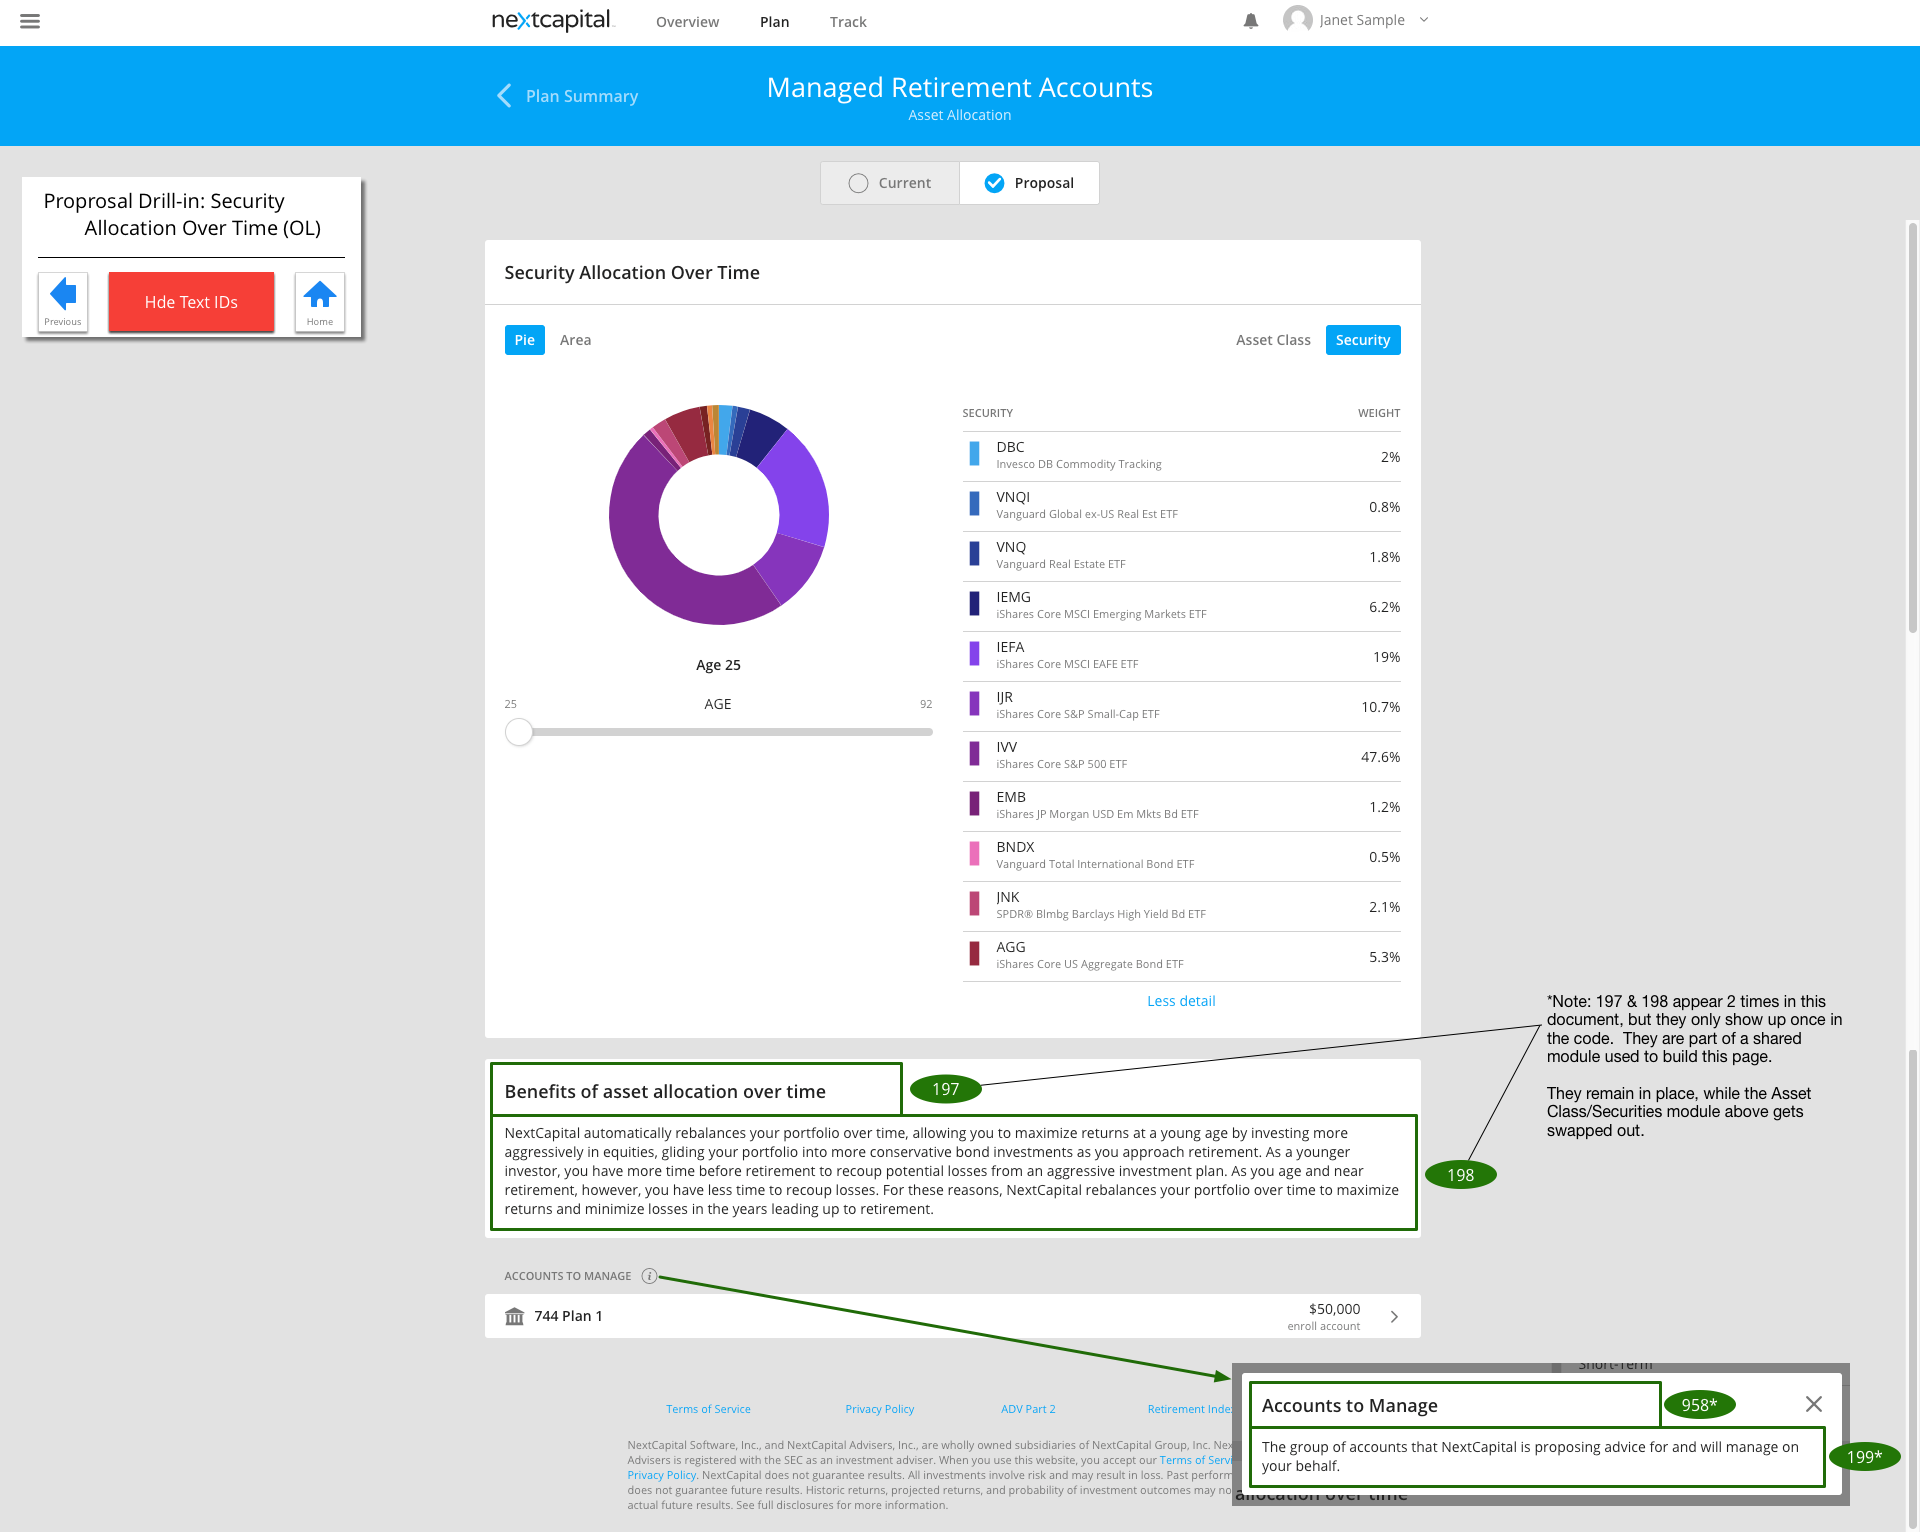 nextcapital
Overview
Plan
Track
Janet Sample
Plan Summary
Managed Retirement Accounts
Asset Allocation
Current
Proposal
Proprosal Drill-in: Security
Allocation Over Time (OL)
Previous
Hde Text IDs
Home
Security Allocation Over Time
Pie
Area
Asset Class
Security
SECURITY
WEIGHT
DBC
Invesco DB Commodity Tracking
2%
VNQI
Vanguard Global ex-US Real Est ETF
0.8%
VNQ
Vanguard Real Estate ETF
1.8%
IEMG
iShares Core MSCI Emerging Markets ETF
6.2%
IEFA
iShares Core MSCI EAFE ETF
19%
IJR
iShares Core S&P Small-Cap ETF
10.7%
IVV
iShares Core S&P 500 ETF
47.6%
EMB
iShares JP Morgan USD Em Mkts Bd ETF
1.2%
BNDX
Vanguard Total International Bond ETF
0.5%
JNK
SPDR® Blmbg Barclays High Yield Bd ETF
2.1%
AGG
iShares Core US Aggregate Bond ETF
5.3%
Less detail
Age 25
25
AGE
92
*Note: 197 & 198 appear 2 times in this
document, but they only show up once in
the code. They are part of a shared
module used to build this page.
They remain in place, while the Asset
Class/Securities module above gets
swapped out.
Benefits of asset allocation over time
197
NextCapital automatically rebalances your portfolio over time, allowing you to maximize returns at a young age by investing more
aggressively in equities, gliding your portfolio into more conservative bond investments as you approach retirement. As a younger
investor, you have more time before retirement to recoup potential losses from an aggressive investment plan. As you age and near
retirement, however, you have less time to recoup losses. For these reasons, NextCapital rebalances your portfolio over time to maximize
returns and minimize losses in the years leading up to retirement.
198
ACCOUNTS TO MANAGE
744 Plan 1
$50,000
enroll account
Short-Term
Accounts to Manage
958*
The group of accounts that NextCapital is proposing advice for and will manage on
your behalf.
199*
allocation over time
Terms of Service
Privacy Policy
ADV Part 2
Retirement Inde
NextCapital Software, Inc., and NextCapital Advisers, Inc., are wholly owned subsidiaries of NextCapital Group, Inc. Nex
Advisers is registered with the SEC as an investment adviser. When you use this website, you accept our Terms of Servi
Privacy Policy. NextCapital does not guarantee results. All investments involve risk and may result in loss. Past perform
does not guarantee future results. Historic returns, projected returns, and probability of investment outcomes may no
actual future results. See full disclosures for more information.